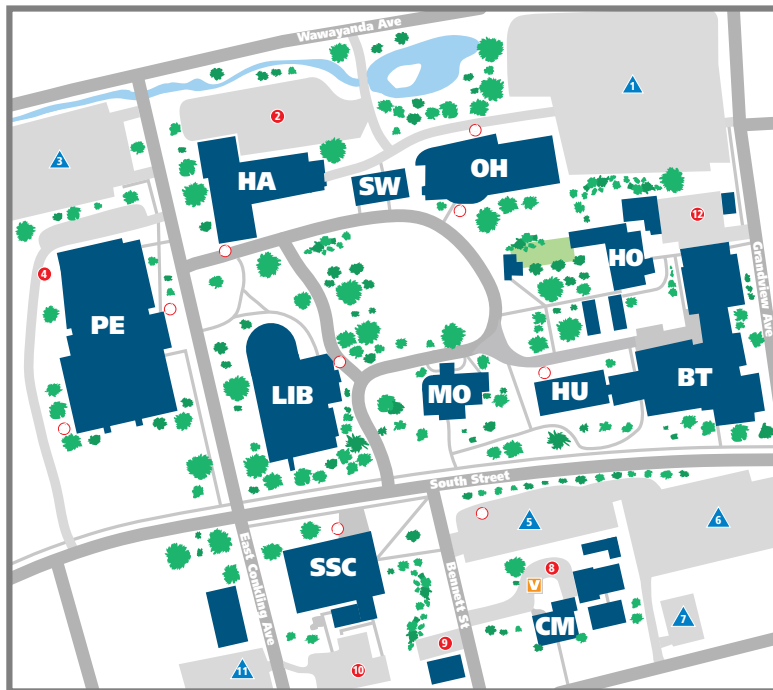 Wawayanda Ave
1
2
3
HA
SW
OH
12
HO
4
Grandview Ave
PE
LIB
MO
HU
BT
South Street
5
6
East Conkling Ave
SSC
Bennett St
8
V
CM
7
9
10
11